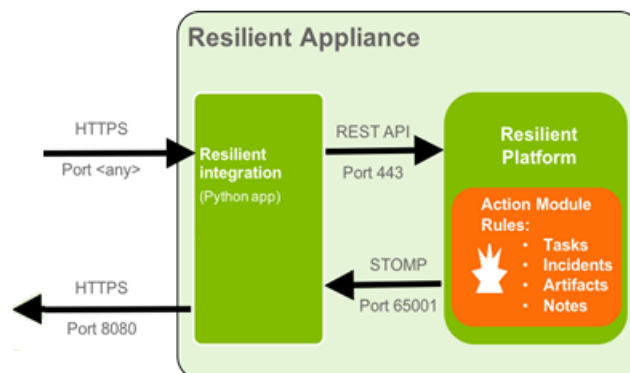 Resilient Appliance
HTTPS
Port <any>
Resilient
integration
(Python app)
REST API
Port 443
Resilient
Platform
Action Module
Rules:
• Tasks
• Incidents
• Artifacts
• Notes
STOMP
Port 65001
HTTPS
Port 8080